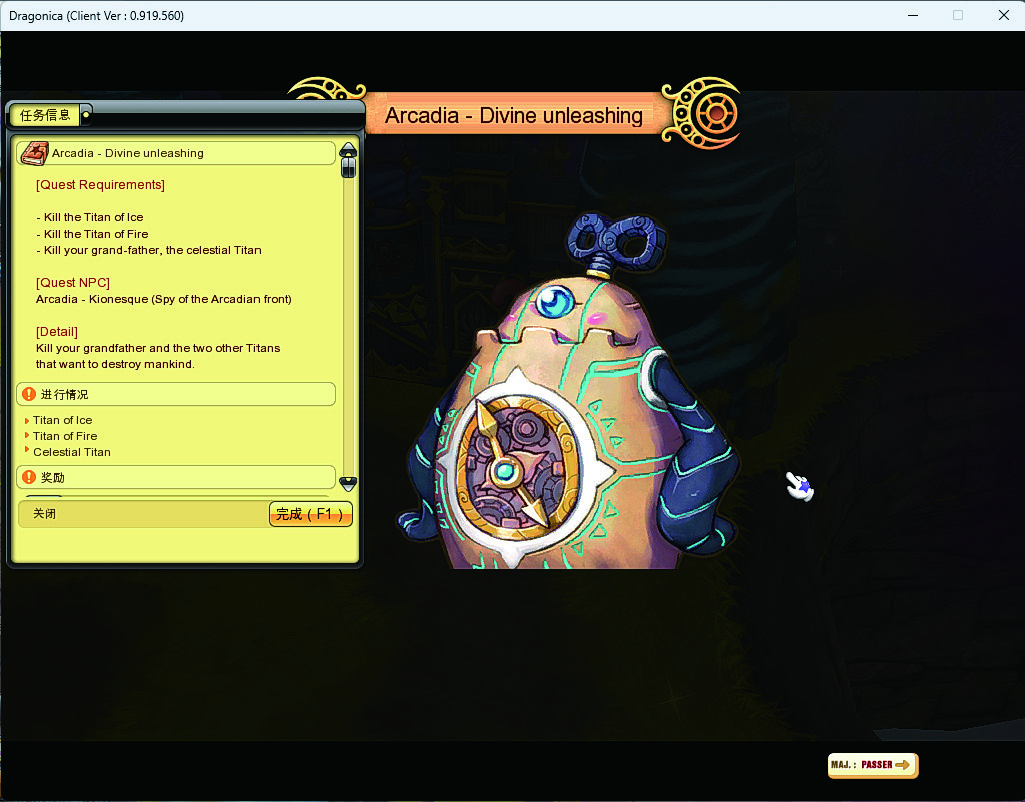 Dragonica (Client Ver : 0.919.560)
Arcadia - Divine unleashing
任务信息
Arcadia - Divine unleashing
[Quest Requirements]
- Kill the Titan of Ice
- Kill the Titan of Fire
- Kill your grand-father, the celestial Titan
[Quest NPC]
Arcadia - Kionesque (Spy of the Arcadian front)
[Detail]
Kill your grandfather and the two other Titans
that want to destroy mankind.
进行情况
Titan of Ice
Titan of Fire
Celestial Titan
奖励
关闭
完成 ( F1 )
MAJ. : PASSER